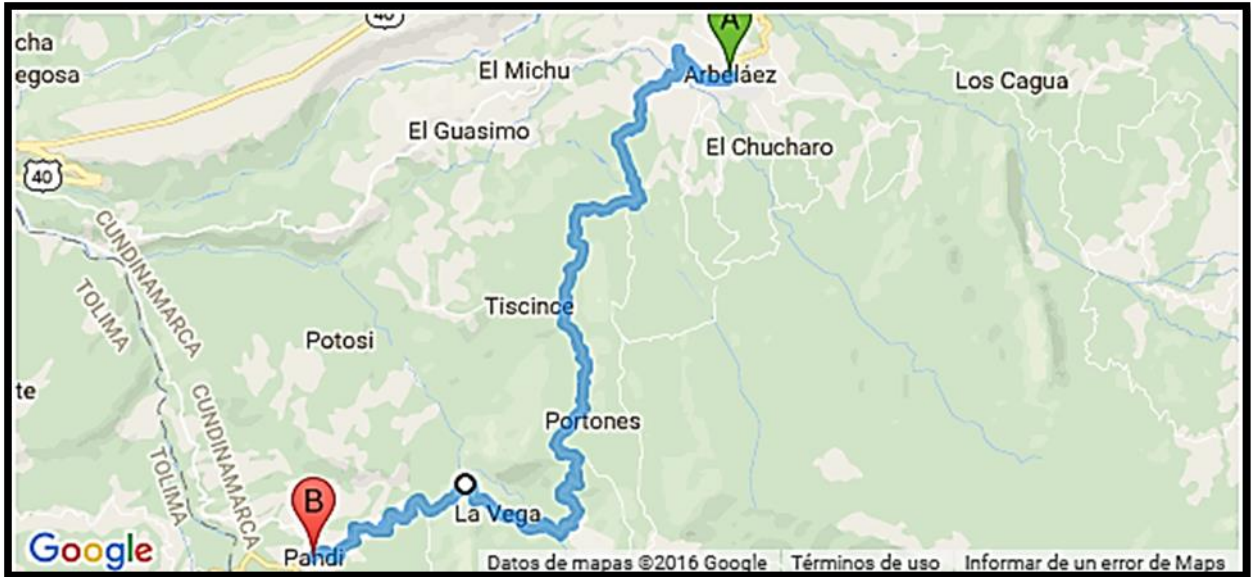 40
A
cha
egosa
El Michu
Arbeláez
Los Cagua
El Guasimo
El Chucharo
40
CUNDINAMARCA
TOLIMA
Tiscince
Potosi
te
CUNDINAMARCA
TOLIMA
Portones
B
La Vega
Pandi
Google
Datos de mapas ©2016 Google
Términos de uso
Informar de un error de Maps